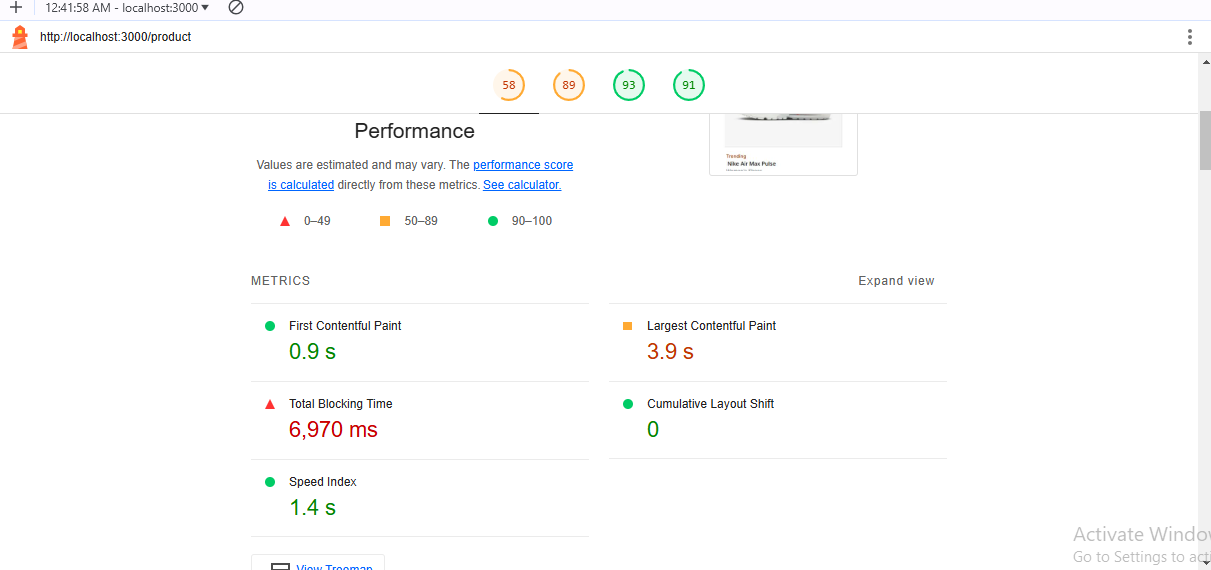 12:41:58 AM - localhost:3000
http://localhost:3000/product
58 89 93 91
Performance
Values are estimated and may vary. The performance score
is calculated directly from these metrics. See calculator.
0–49 50–89 90–100
Trending
Nike Air Max Pulse
METRICS
Expand view
First Contentful Paint
0.9 s
Largest Contentful Paint
3.9 s
Total Blocking Time
6,970 ms
Cumulative Layout Shift
0
Speed Index
1.4 s
View Treemap
Activate Window
Go to Settings to acti